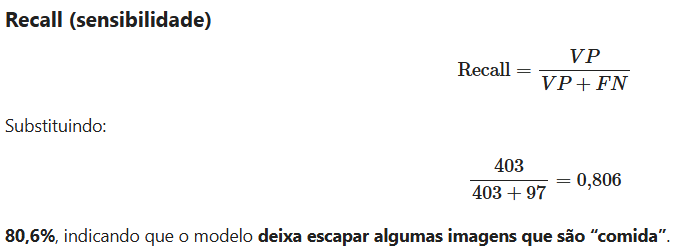 Recall (sensibilidade)
Recall = VP / (VP + FN)
Substituindo:
403 / (403 + 97) = 0,806
80,6%, indicando que o modelo deixa escapar algumas imagens que são “comida”.